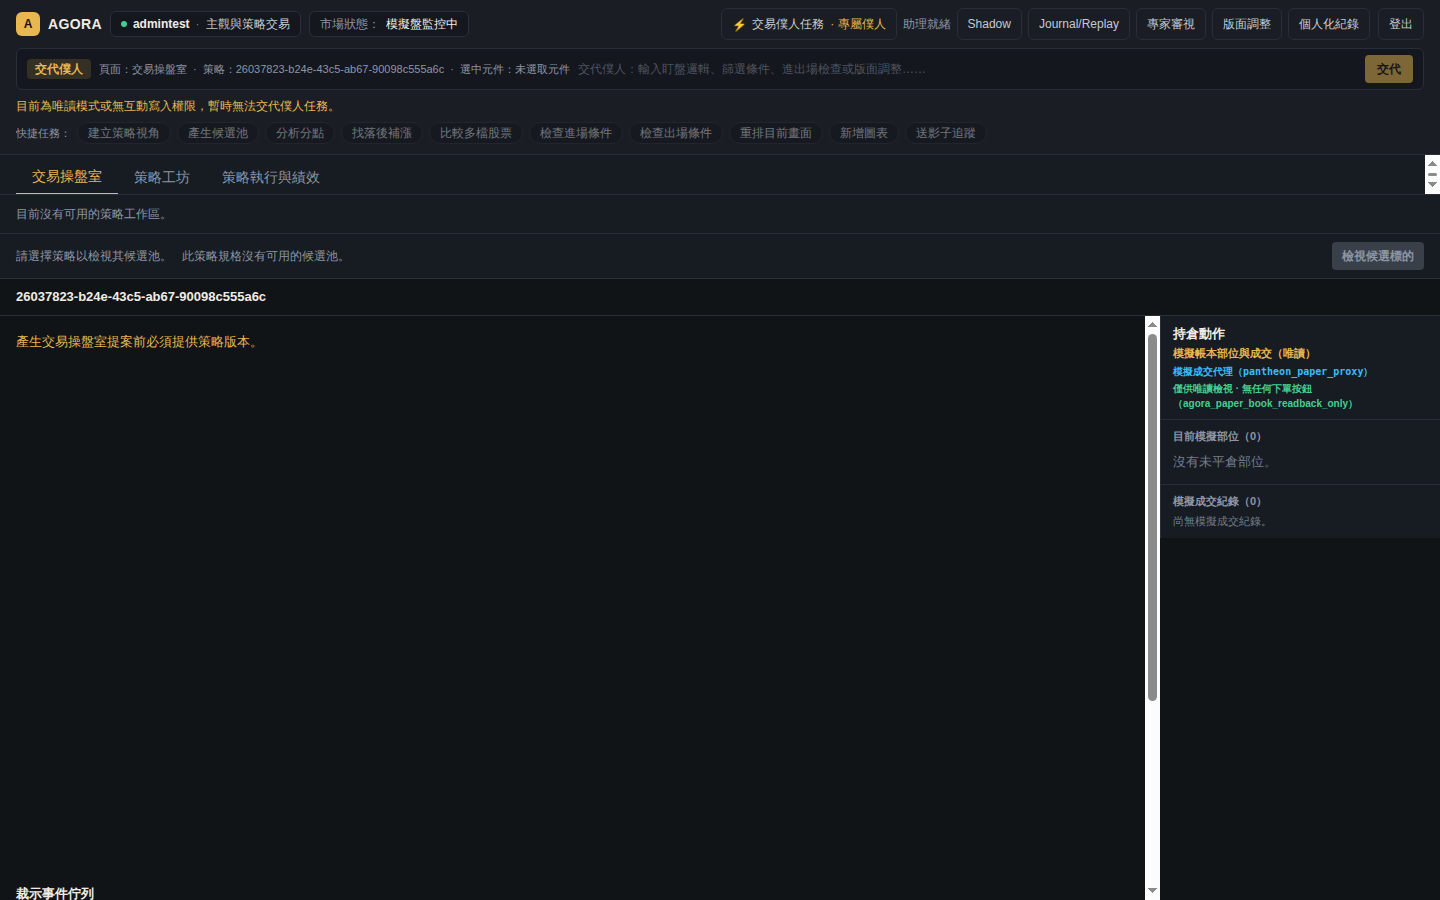 A AGORA admintest · 主觀與策略交易 市場狀態： 模擬盤監控中 ⚡ 交易僕人任務 · 專屬僕人 助理就緒 Shadow Journal/Replay 專家審視 版面調整 個人化紀錄 登出
交代僕人 頁面：交易操盤室 · 策略：26037823-b24e-43c5-ab67-90098c555a6c · 選中元件：未選取元件 交代僕人：輸入盯盤邏輯、篩選條件、進出場檢查或版面調整…… 交代
目前為唯讀模式或無互動寫入權限，暫時無法交代僕人任務。
快捷任務： 建立策略視角 產生候選池 分析分點 找落後補漲 比較多檔股票 檢查進場條件 檢查出場條件 重排目前畫面 新增圖表 送影子追蹤
交易操盤室 策略工坊 策略執行與績效
目前沒有可用的策略工作區。
請選擇策略以檢視其候選池。 此策略規格沒有可用的候選池。 檢視候選標的
26037823-b24e-43c5-ab67-90098c555a6c
產生交易操盤室提案前必須提供策略版本。
持倉動作
模擬帳本部位與成交（唯讀）
模擬成交代理（pantheon_paper_proxy）
僅供唯讀檢視 · 無任何下單按鈕
（agora_paper_book_readback_only）
目前模擬部位（0）
沒有未平倉部位。
模擬成交紀錄（0）
尚無模擬成交紀錄。
裁示事件佇列